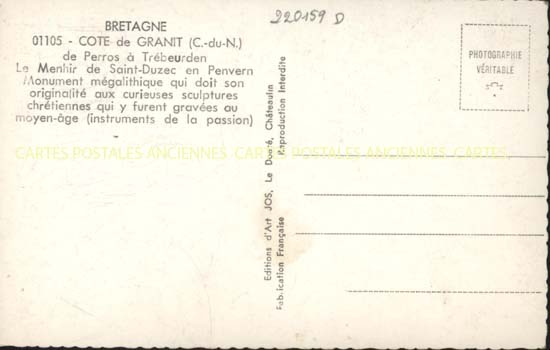 BRETAGNE
01105 - COTE de GRANIT (C.-du-N.)
de Perros à Trébeurden
Le Menhir de Saint-Duzec en Penvern
Monument mégalithique qui doit son
originalité aux curieuses sculptures
chrétiennes qui y furent gravées au
moyen-âge (instruments de la passion)
220159 D
PHOTOGRAPHIE
VÉRITABLE
CARTES POSTALES ANCIENNES CARTES POSTALES ANCIENNES CARTES
Editions d'Art JOS, Le Doaré, Châteaulin
Fabrication Française Reproduction Interdite